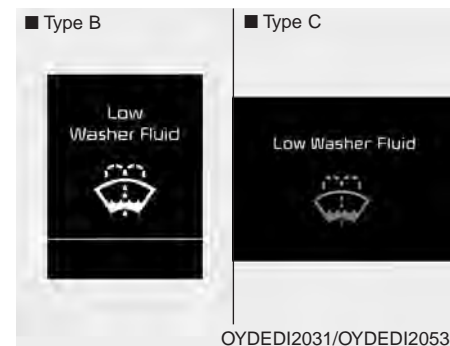 ■ Type B
■ Type C
Low
Washer Fluid
Low Washer Fluid
OYDEDI2031/OYDEDI2053